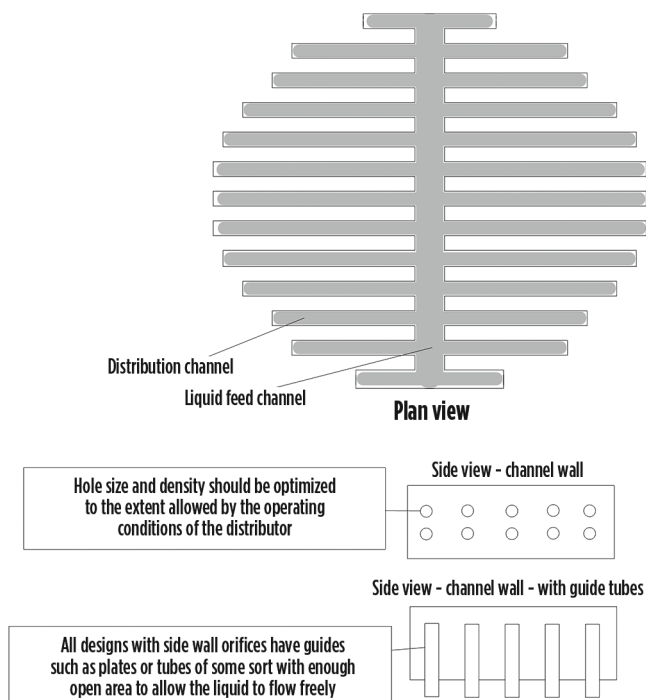 Distribution channel
Liquid feed channel
Plan view
Side view - channel wall
Hole size and density should be optimized
to the extent allowed by the operating
conditions of the distributor
Side view - channel wall - with guide tubes
All designs with side wall orifices have guides
such as plates or tubes of some sort with enough
open area to allow the liquid to flow freely